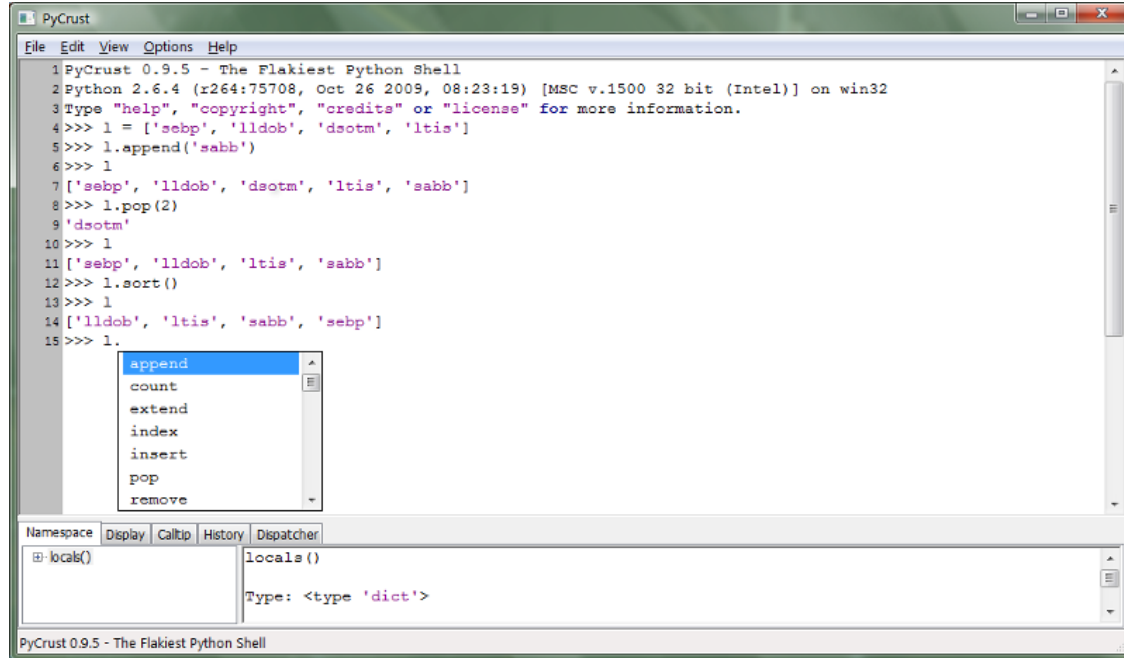 PyCrust
File Edit View Options Help
1 PyCrust 0.9.5 - The Flakiest Python Shell
2 Python 2.6.4 (r264:75708, Oct 26 2009, 08:23:19) [MSC v.1500 32 bit (Intel)] on win32
3 Type "help", "copyright", "credits" or "license" for more information.
4 >>> l = ['sebp', 'lldob', 'dsotm', 'ltis']
5 >>> l.append('sabb')
6 >>> l
7 ['sebp', 'lldob', 'dsotm', 'ltis', 'sabb']
8 >>> l.pop(2)
9 'dsotm'
10 >>> l
11 ['sebp', 'lldob', 'ltis', 'sabb']
12 >>> l.sort()
13 >>> l
14 ['lldob', 'ltis', 'sabb', 'sebp']
15 >>> l.
append
count
extend
index
insert
pop
remove
Namespace Display Calltip History Dispatcher
locals()
locals()
Type: <type 'dict'>
PyCrust 0.9.5 - The Flakiest Python Shell